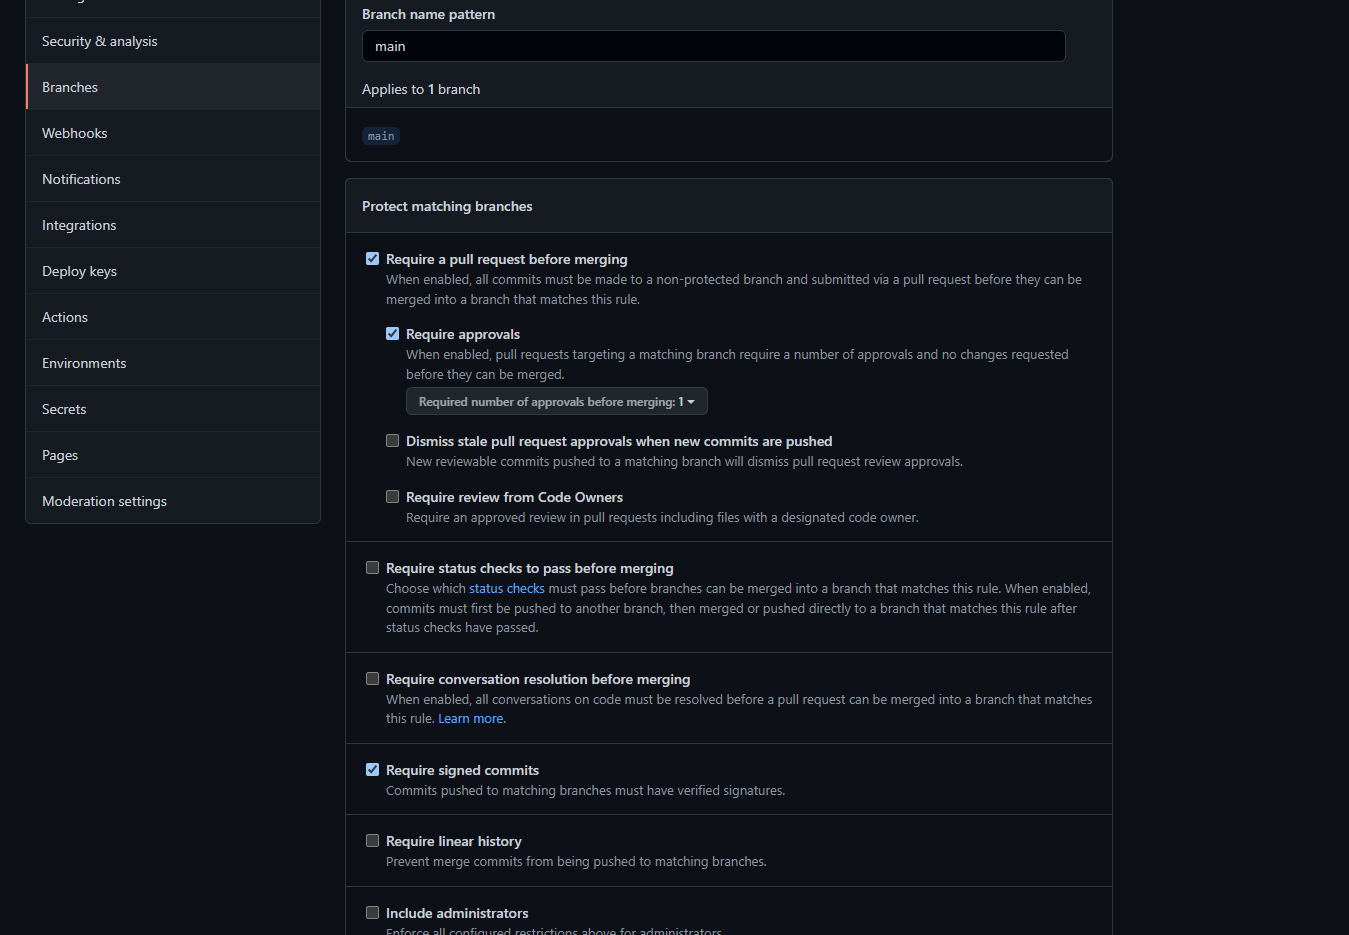 Branch name pattern
main
Applies to 1 branch
main
Security & analysis
Branches
Webhooks
Notifications
Integrations
Deploy keys
Actions
Environments
Secrets
Pages
Moderation settings
Protect matching branches
Require a pull request before merging
When enabled, all commits must be made to a non-protected branch and submitted via a pull request before they can be
merged into a branch that matches this rule.
Require approvals
When enabled, pull requests targeting a matching branch require a number of approvals and no changes requested
before they can be merged.
Required number of approvals before merging: 1
Dismiss stale pull request approvals when new commits are pushed
New reviewable commits pushed to a matching branch will dismiss pull request review approvals.
Require review from Code Owners
Require an approved review in pull requests including files with a designated code owner.
Require status checks to pass before merging
Choose which status checks must pass before branches can be merged into a branch that matches this rule. When enabled,
commits must first be pushed to another branch, then merged or pushed directly to a branch that matches this rule after
status checks have passed.
Require conversation resolution before merging
When enabled, all conversations on code must be resolved before a pull request can be merged into a branch that matches
this rule. Learn more.
Require signed commits
Commits pushed to matching branches must have verified signatures.
Require linear history
Prevent merge commits from being pushed to matching branches.
Include administrators
Enforce all configured restrictions above for administrators.